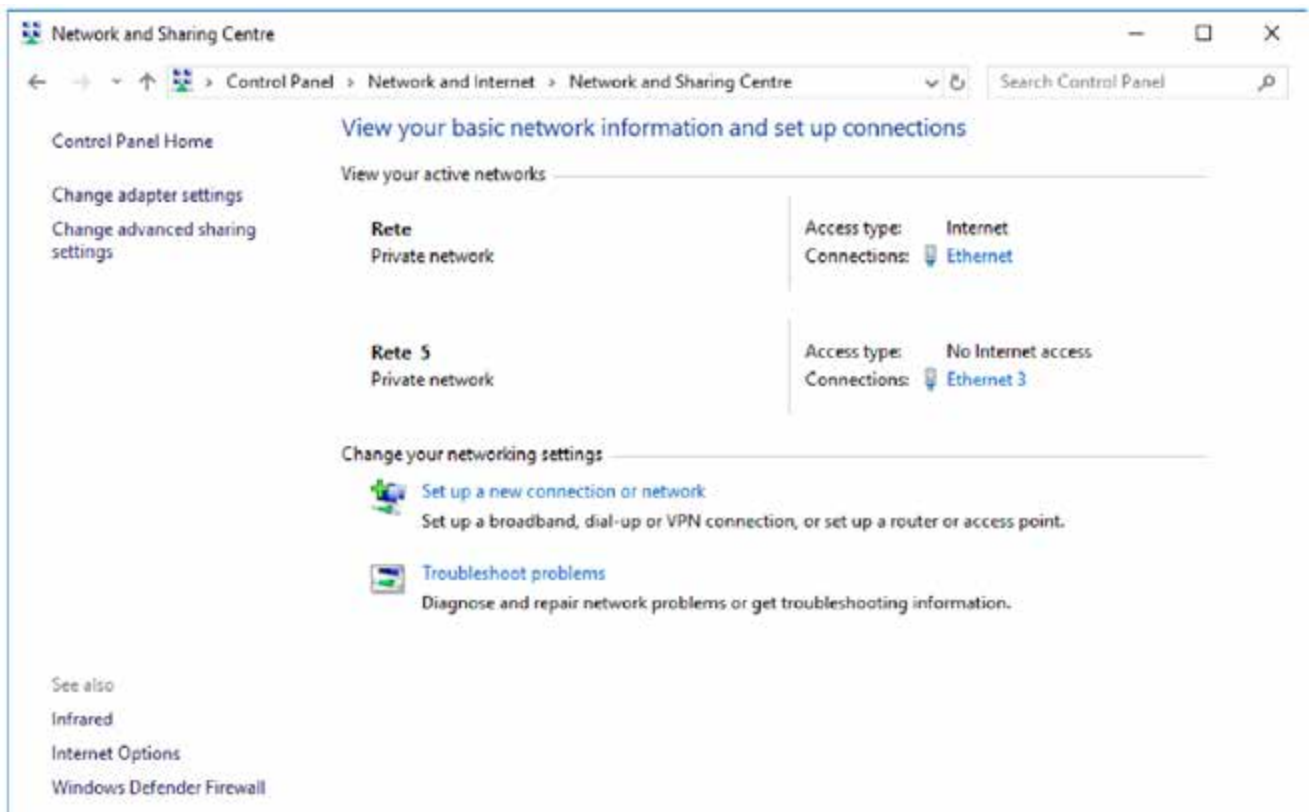 Network and Sharing Centre
Control Panel > Network and Internet > Network and Sharing Centre
Search Control Panel
Control Panel Home
Change adapter settings
Change advanced sharing
settings
View your basic network information and set up connections
View your active networks
Rete
Private network
Access type: Internet
Connections: Ethernet
Rete 5
Private network
Access type: No Internet access
Connections: Ethernet 3
Change your networking settings
Set up a new connection or network
Set up a broadband, dial-up or VPN connection, or set up a router or access point.
Troubleshoot problems
Diagnose and repair network problems or get troubleshooting information.
See also
Infrared
Internet Options
Windows Defender Firewall